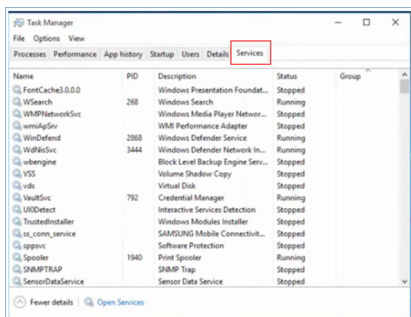 Task Manager
File Options View
Processes Performance App history Startup Users Details Services
Name PID Description Status Group
FontCache3.0.0.0 Windows Presentation Foundat... Stopped
WSearch 268 Windows Search Running
WMPNetworkSvc Windows Media Player Networ... Stopped
wmiApSrv WMI Performance Adapter Stopped
WinDefend 2868 Windows Defender Service Running
WdNisSvc 3444 Windows Defender Network In... Running
wbengine Block Level Backup Engine Serv... Stopped
VSS Volume Shadow Copy Stopped
vds Virtual Disk Stopped
VaultSvc 792 Credential Manager Running
UI0Detect Interactive Services Detection Stopped
TrustedInstaller Windows Modules Installer Stopped
ss_conn_service SAMSUNG Mobile Connectivit... Stopped
sppsvc Software Protection Stopped
Spooler 1940 Print Spooler Running
SNMPTRAP SNMP Trap Stopped
SensorDataService Sensor Data Service Stopped
Fewer details Open Services